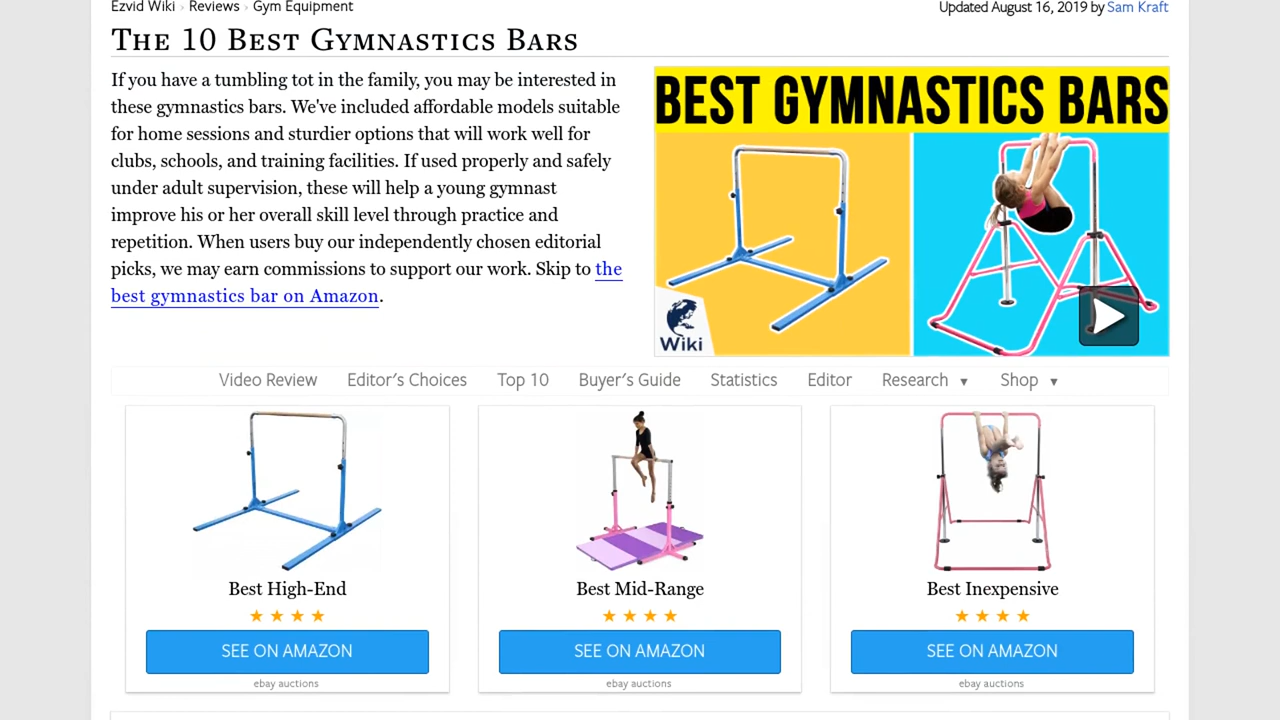 Ezvid Wiki › Reviews › Gym Equipment
Updated August 16, 2019 by Sam Kraft
The 10 Best Gymnastics Bars
If you have a tumbling tot in the family, you may be interested in
these gymnastics bars. We've included affordable models suitable
for home sessions and sturdier options that will work well for
clubs, schools, and training facilities. If used properly and safely
under adult supervision, these will help a young gymnast
improve his or her overall skill level through practice and
repetition. When users buy our independently chosen editorial
picks, we may earn commissions to support our work. Skip to the
best gymnastics bar on Amazon.
BEST GYMNASTICS BARS
Wiki
Video Review Editor's Choices Top 10 Buyer's Guide Statistics Editor Research ▼ Shop ▼
Best High-End
★ ★ ★ ★
SEE ON AMAZON
ebay auctions
Best Mid-Range
★ ★ ★ ★
SEE ON AMAZON
ebay auctions
Best Inexpensive
★ ★ ★ ★
SEE ON AMAZON
ebay auctions